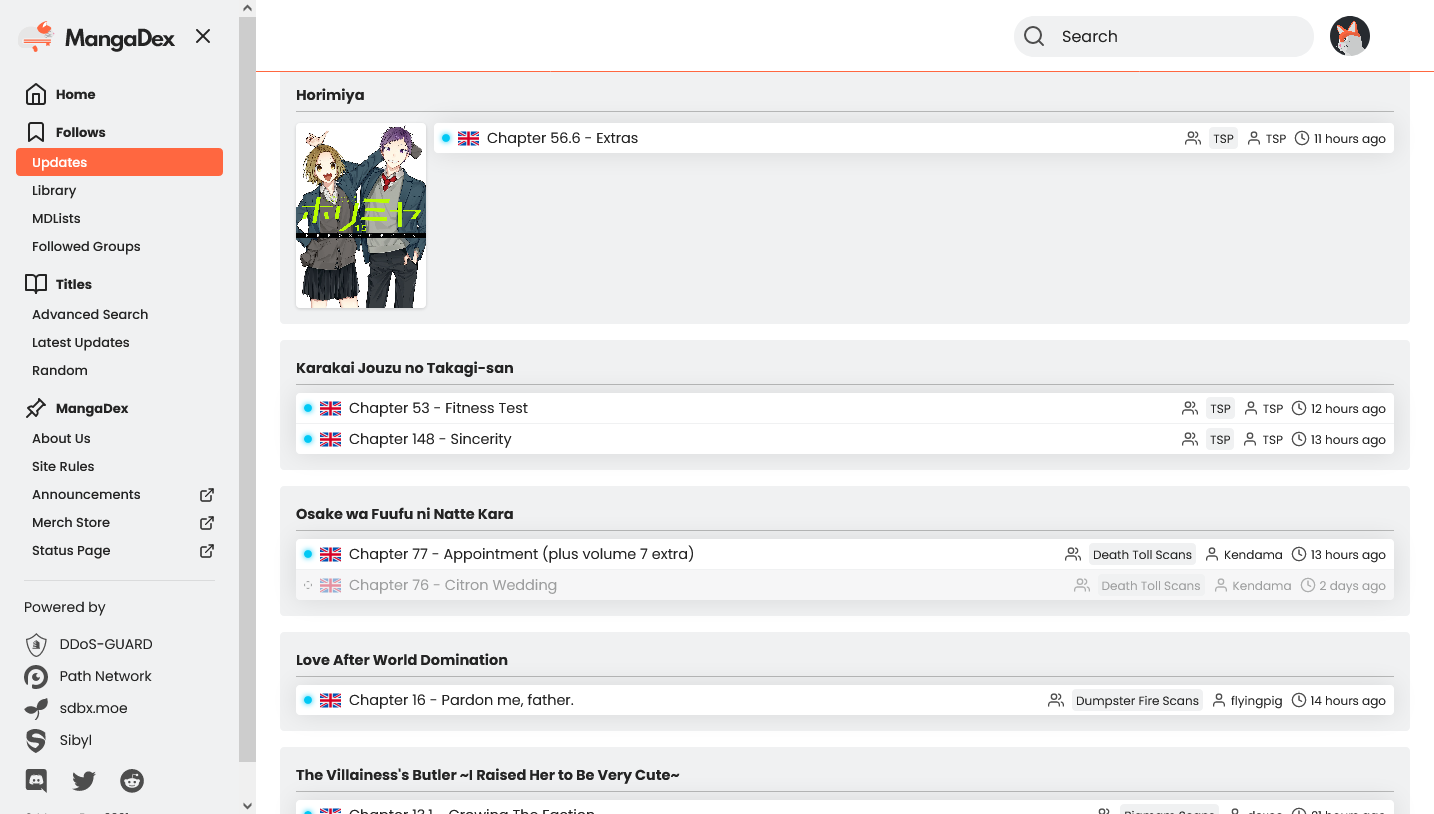 MangaDex
Search
Home
Follows
Updates
Library
MDLists
Followed Groups
Titles
Advanced Search
Latest Updates
Random
MangaDex
About Us
Site Rules
Announcements
Merch Store
Status Page
Powered by
DDoS-GUARD
Path Network
sdbx.moe
Sibyl
Horimiya
ホリミヤ
15
Chapter 56.6 - Extras TSP TSP 11 hours ago
Karakai Jouzu no Takagi-san
Chapter 53 - Fitness Test TSP TSP 12 hours ago
Chapter 148 - Sincerity TSP TSP 13 hours ago
Osake wa Fuufu ni Natte Kara
Chapter 77 - Appointment (plus volume 7 extra) Death Toll Scans Kendama 13 hours ago
Chapter 76 - Citron Wedding Death Toll Scans Kendama 2 days ago
Love After World Domination
Chapter 16 - Pardon me, father. Dumpster Fire Scans flyingpig 14 hours ago
The Villainess's Butler ~I Raised Her to Be Very Cute~
Chapter 13.1 - Growing The Faction